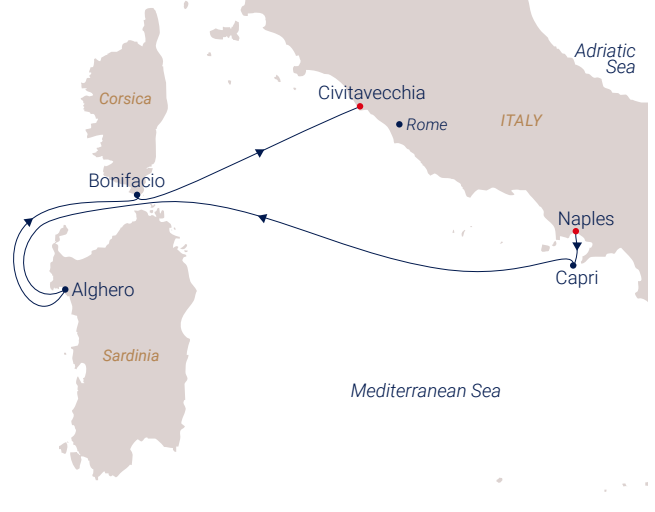 Adriatic
Sea
Corsica
Civitavecchia
ITALY
Rome
Bonifacio
Naples
Capri
Alghero
Sardinia
Mediterranean Sea